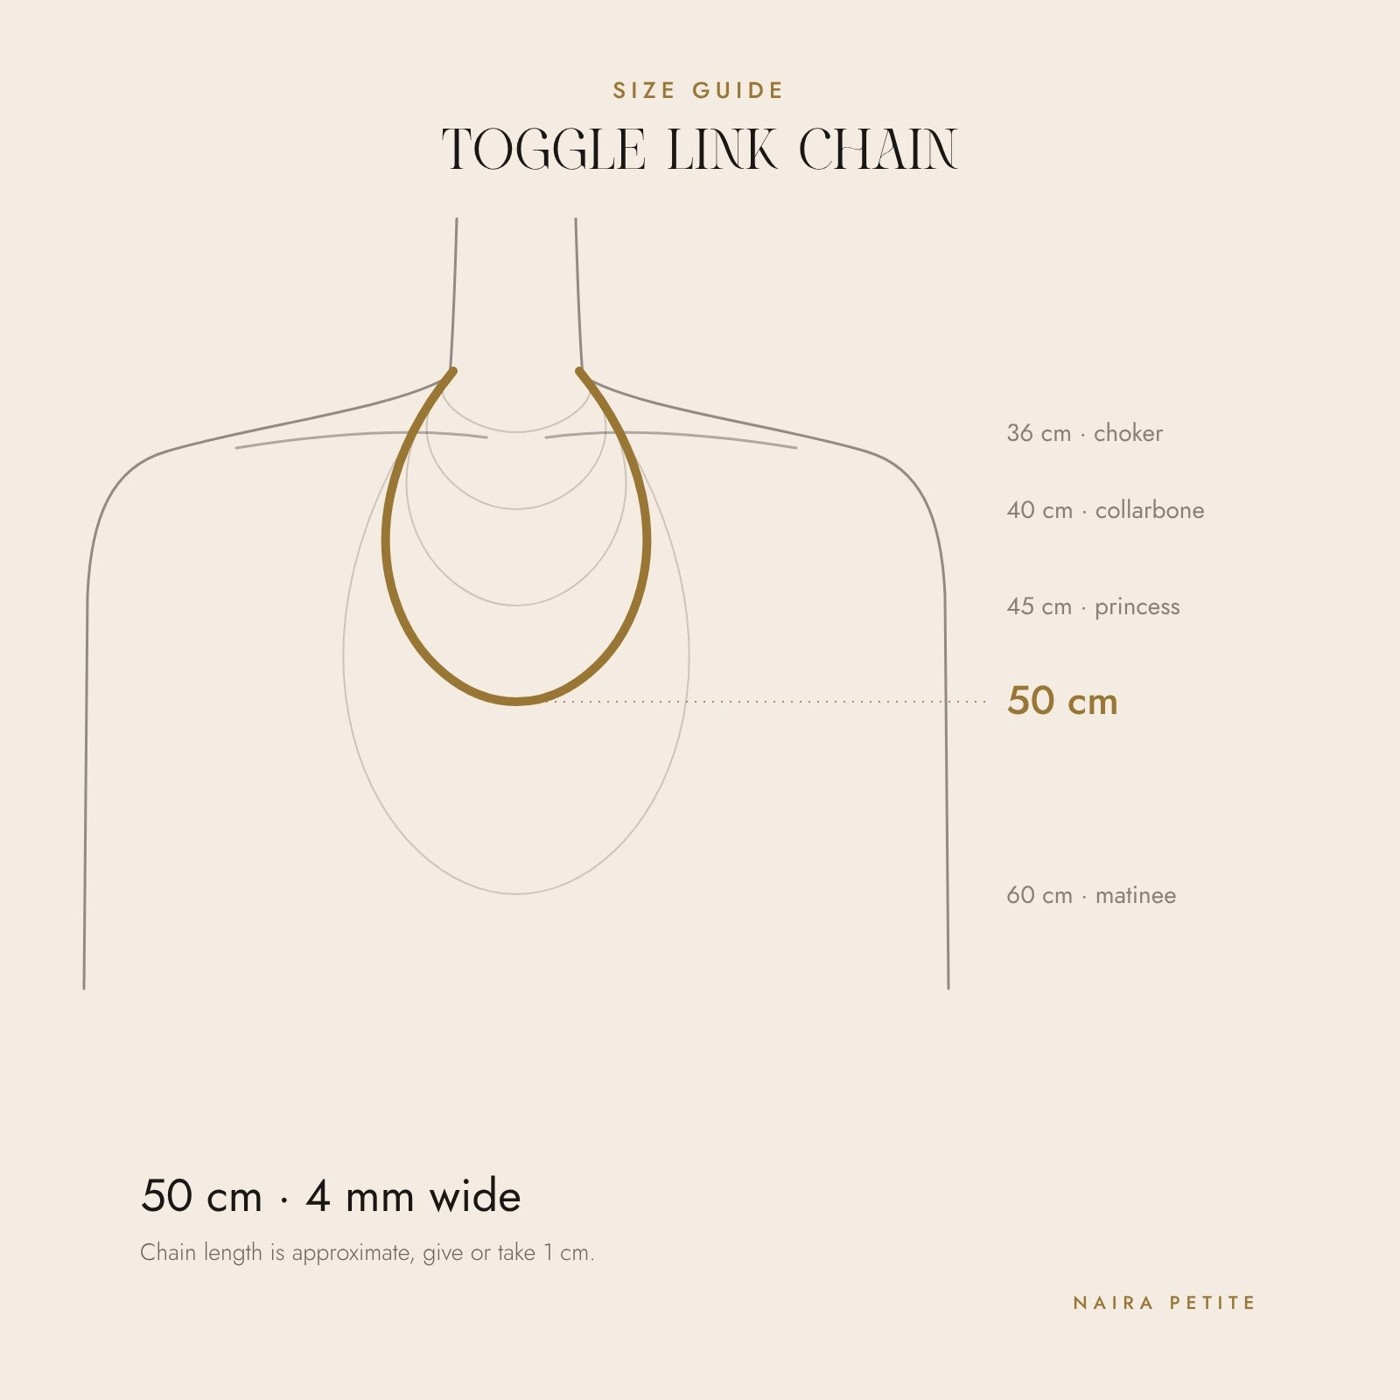 SIZE GUIDE
TOGGLE LINK CHAIN
36 cm · choker
40 cm · collarbone
45 cm · princess
50 cm
60 cm · matinee
50 cm · 4 mm wide
Chain length is approximate, give or take 1 cm.
NAIRA PETITE